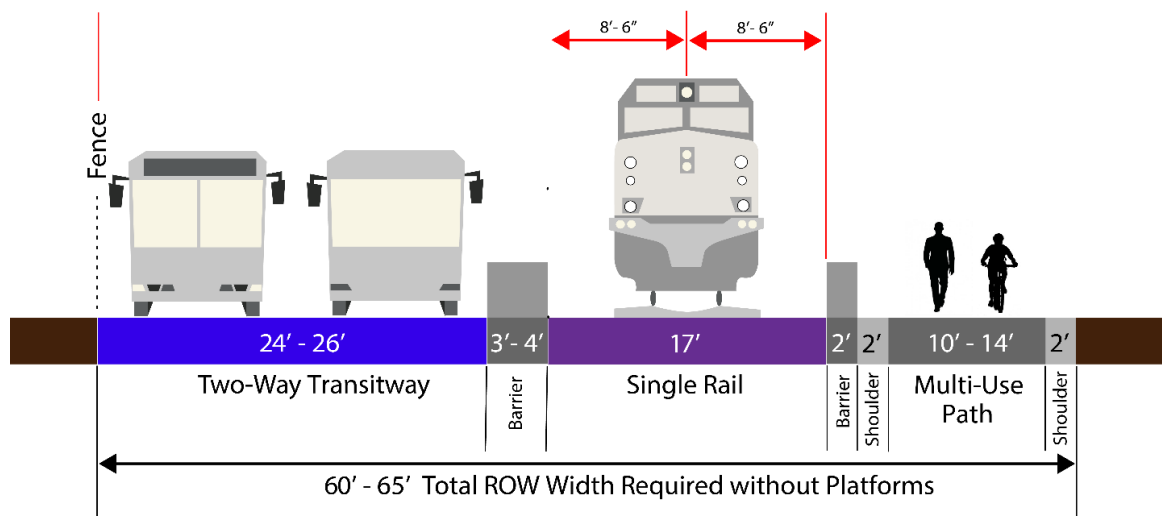 8'- 6”
8'- 6”
Fence
24’ - 26’
3’- 4’
17’
2’
2’
10’ - 14’
2’
Two-Way Transitway
Barrier
Single Rail
Barrier
Shoulder
Multi-Use
Path
Shoulder
60’ - 65’ Total ROW Width Required without Platforms